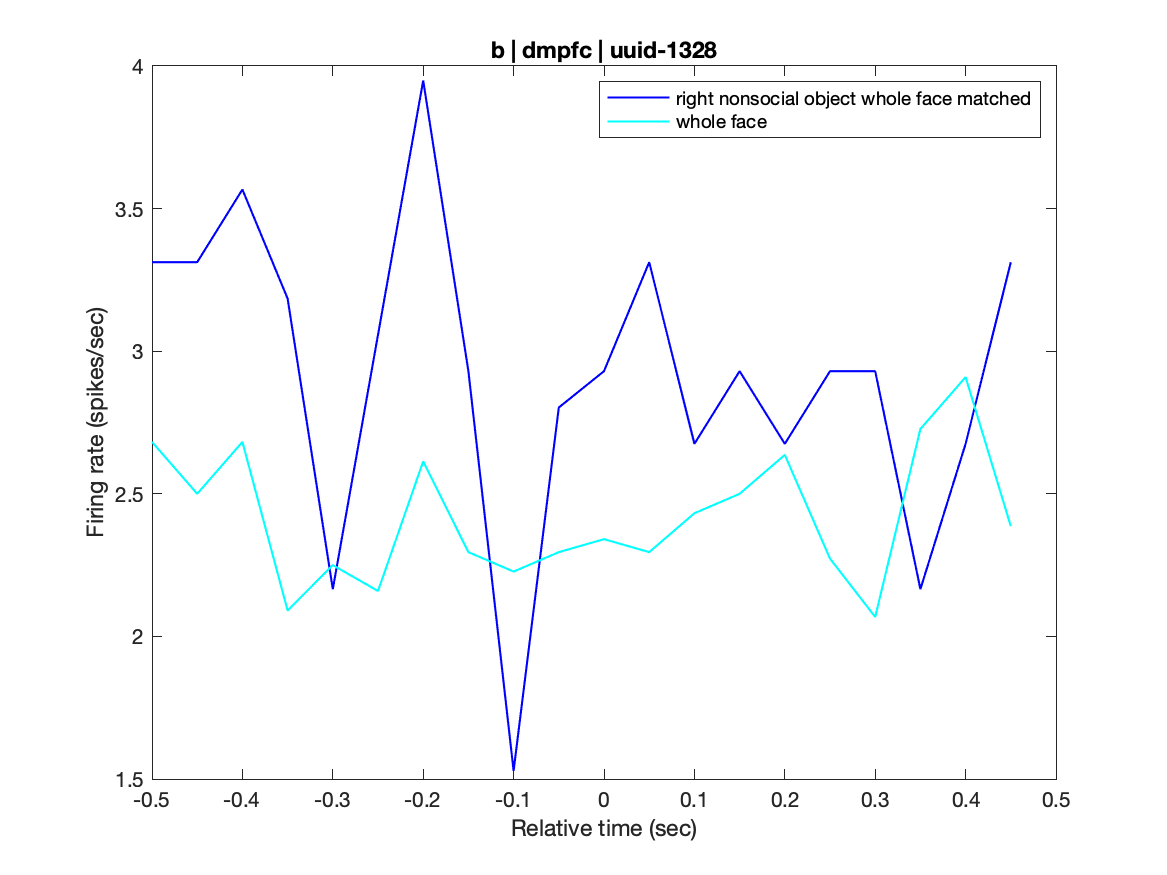 b | dmpfc | uuid-1328
right nonsocial object whole face matched
whole face
Firing rate (spikes/sec)
4
3.5
3
2.5
2
1.5
-0.5 -0.4 -0.3 -0.2 -0.1 0 0.1 0.2 0.3 0.4 0.5
Relative time (sec)